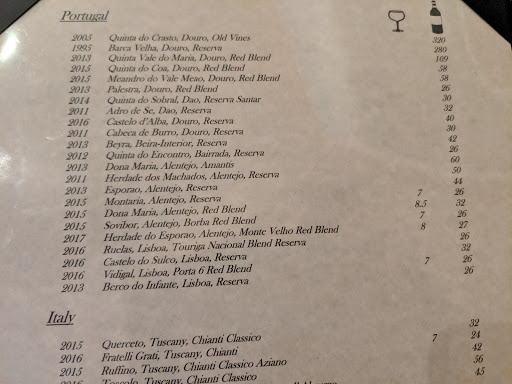 Portugal
2005 Quinta do Crasto, Douro, Old Vines 320
1995 Barca Velha, Douro, Reserva 280
2013 Quinta Vale do Maria, Douro, Red Blend 109
2015 Quinta do Coa, Douro, Red Blend 58
2015 Meandro do Vale Meao, Douro, Red Blend 58
2013 Palestra, Douro, Red Blend 26
2014 Quinta do Sobral, Dao, Reserva Santar 30
2011 Adro de Se, Dao, Reserva 32
2016 Castelo d'Alba, Douro, Reserva 40
2011 Cabeca de Burro, Douro, Reserva 30
2013 Beyra, Beira-Interior, Reserva 42
2012 Quinta do Encontro, Bairrada, Reserva 26
2013 Dona Maria, Alentejo, Amantis 60
2011 Herdade dos Machados, Alentejo, Reserva 50
2013 Esporao, Alentejo, Reserva 44
2015 Montaria, Alentejo, Reserva 7 26
2015 Dona Maria, Alentejo, Red Blend 8.5 32
2015 Sovibor, Alentejo, Borba Red Blend 7 26
2017 Herdade do Esporao, Alentejo, Monte Velho Red Blend 8 27
2016 Ruelas, Lisboa, Touriga Nacional Blend Reserva 26
2016 Castelo do Sulco, Lisboa, Reserva 32
2016 Vidigal, Lisboa, Porta 6 Red Blend 7 26
2013 Berco do Infante, Lisboa, Reserva 26
Italy
2015 Querceto, Tuscany, Chianti Classico 32
2016 Fratelli Grati, Tuscany, Chianti 7 24
2015 Ruffino, Tuscany, Chianti Classico Aziano 42
2016 Toscolo, Tuscany, Chianti Classico 56
45